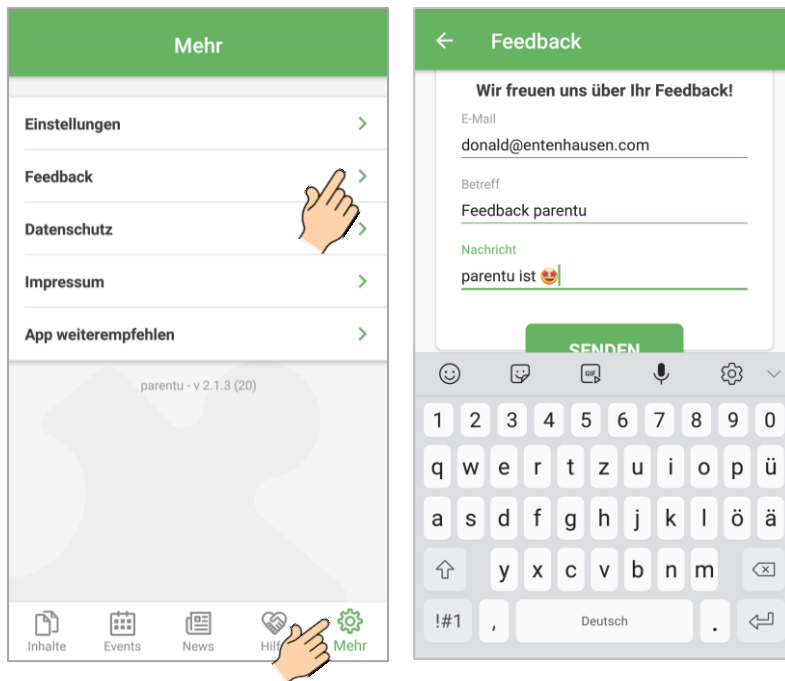 Mehr
Einstellungen
Feedback
Datenschutz
Impressum
App weiterempfehlen
parentu - v 2.1.3 (20)
Inhalte
Events
News
Mehr
Feedback
Wir freuen uns über Ihr Feedback!
E-Mail
donald@entenhausen.com
Betreff
Feedback parentu
Nachricht
parentu ist 🤩
SENDEN
GIF
1 2 3 4 5 6 7 8 9 0
q w e r t z u i o p ü
a s d f g h j k l ö ä
y x c v b n m
!#1 , Deutsch .